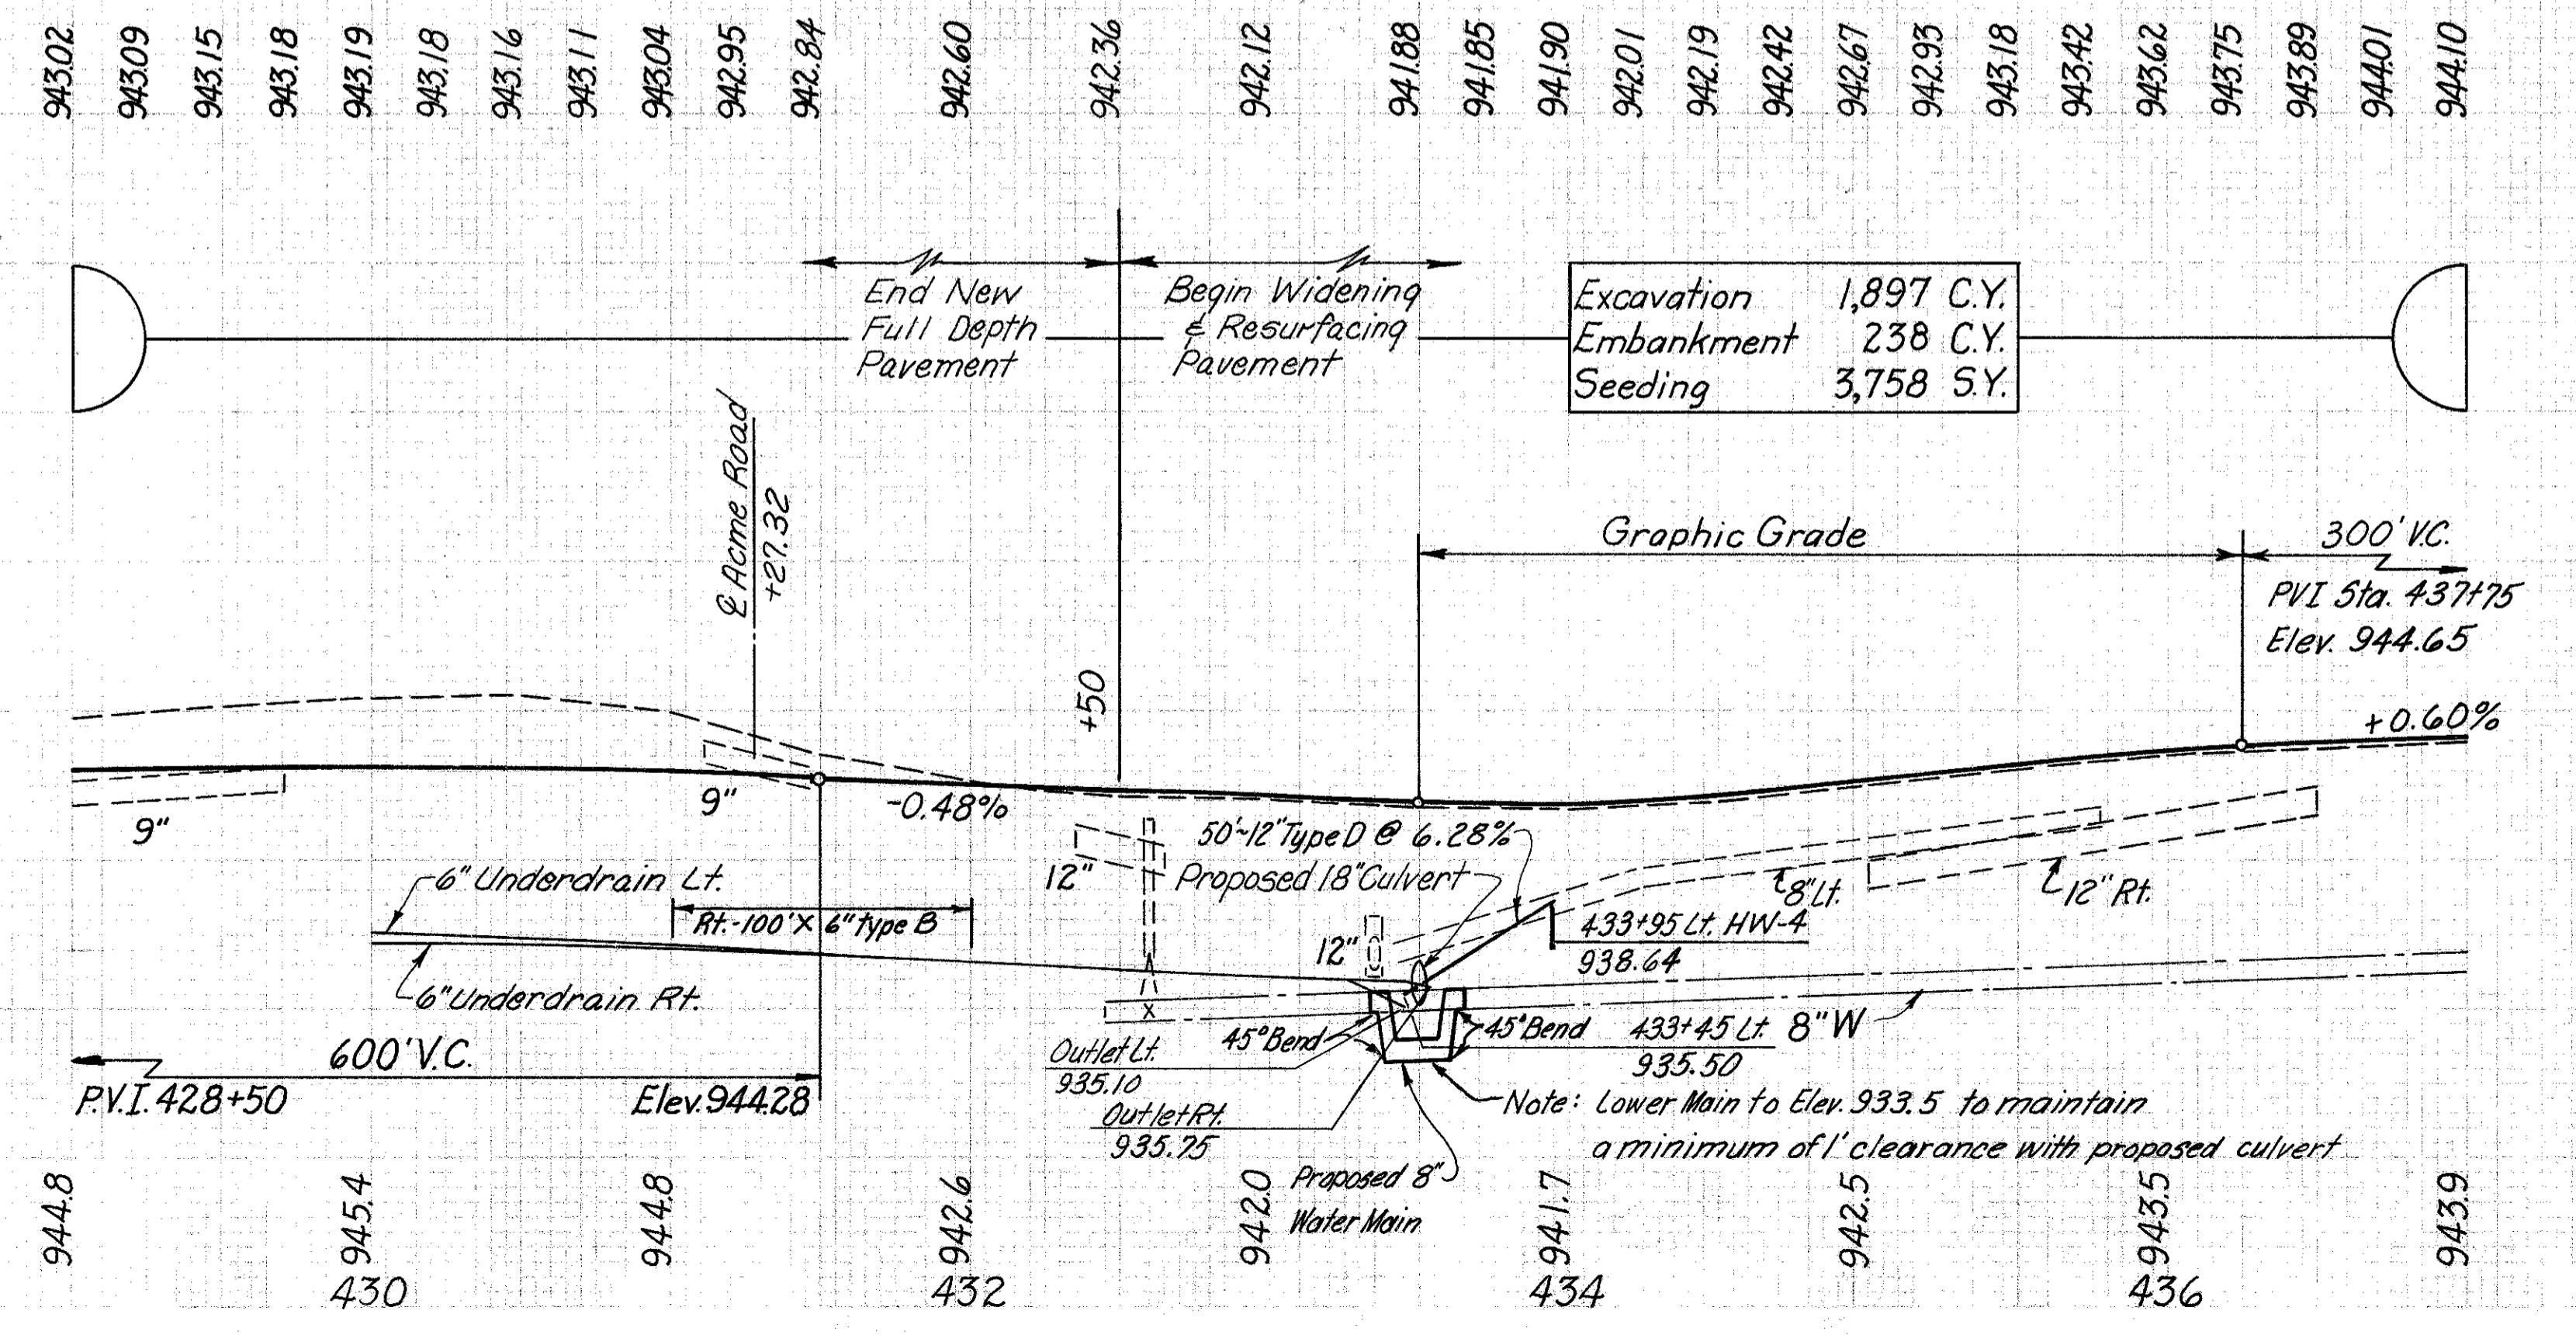 943.02 943.09 943.15 943.18 943.19 943.18 943.16 943.11 943.04 942.95 942.84 942.60 942.36 942.12 941.88 941.85 941.90 942.01 942.19 942.42 942.67 942.93 943.18 943.42 943.62 943.75 943.89 944.01 944.10
End New
Full Depth
Pavement
Begin Widening
& Resurfacing
Pavement
Excavation 1,897 C.Y.
Embankment 238 C.Y.
Seeding 3,758 S.Y.
℄ Acme Road
+27.32
+50
Graphic Grade
300' V.C.
PVI Sta. 437+75
Elev. 944.65
+0.60%
9"
9"
-0.48%
12"
50'~12" Type D @ 6.28%
Proposed 18" Culvert
8" Lt.
12" Rt.
6" Underdrain Lt.
Rt.-100' X 6" type B
12"
433+95 Lt. HW-4
938.64
6" Underdrain Rt.
45° Bend
45° Bend
433+45 Lt.
935.50
8" W
Outlet Lt.
935.10
Outlet Rt.
935.75
600' V.C.
P.V.I. 428+50
Elev. 944.28
Note: Lower Main to Elev. 933.5 to maintain
a minimum of 1' clearance with proposed culvert
Proposed 8"
Water Main
944.8 945.4 944.8 942.6 942.0 941.7 942.5 943.5 943.9
430 432 434 436